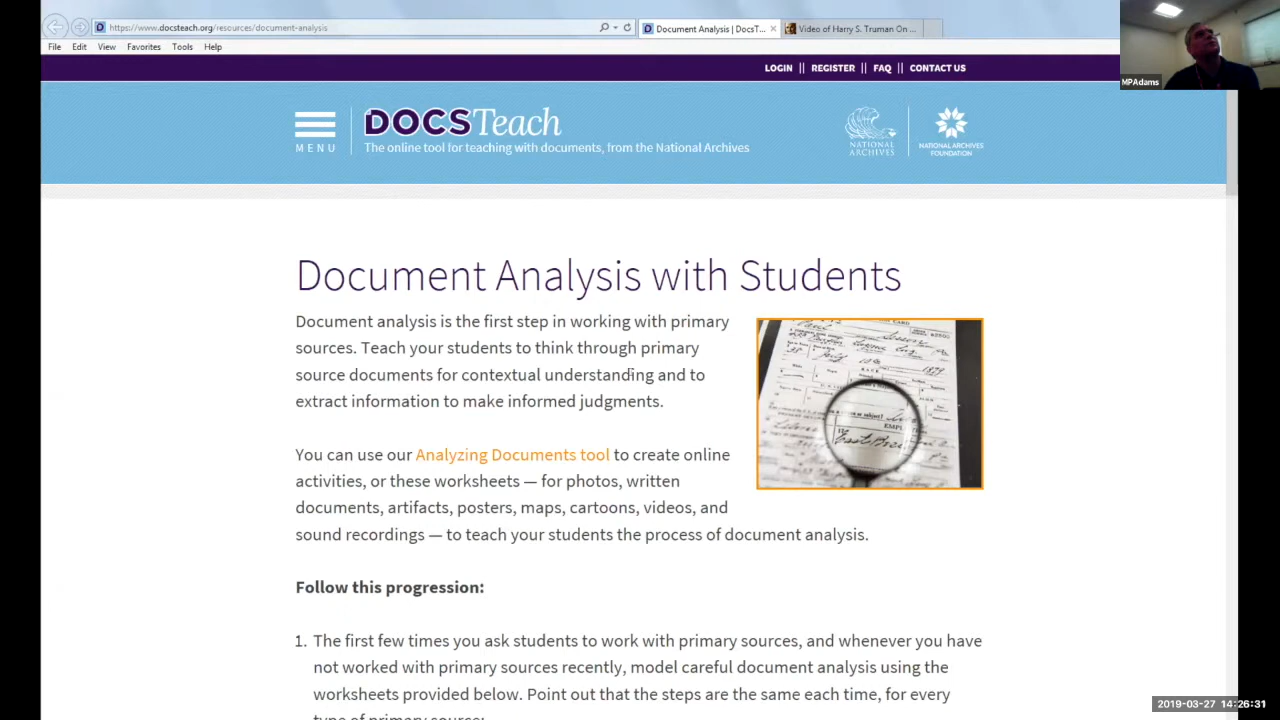 https://www.docsteach.org/resources/document-analysis
Document Analysis | DocsT...
Video of Harry S. Truman On ...
File Edit View Favorites Tools Help
MPAdams
LOGIN || REGISTER || FAQ || CONTACT US
MENU
DOCSTeach
The online tool for teaching with documents, from the National Archives
NATIONAL
ARCHIVES
NATIONAL ARCHIVES
FOUNDATION
Document Analysis with Students
Document analysis is the first step in working with primary
sources. Teach your students to think through primary
source documents for contextual understanding and to
extract information to make informed judgments.
You can use our Analyzing Documents tool to create online
activities, or these worksheets — for photos, written
documents, artifacts, posters, maps, cartoons, videos, and
sound recordings — to teach your students the process of document analysis.
Follow this progression:
1. The first few times you ask students to work with primary sources, and whenever you have
not worked with primary sources recently, model careful document analysis using the
worksheets provided below. Point out that the steps are the same each time, for every
type of primary source:
2019-03-27 14:26:31